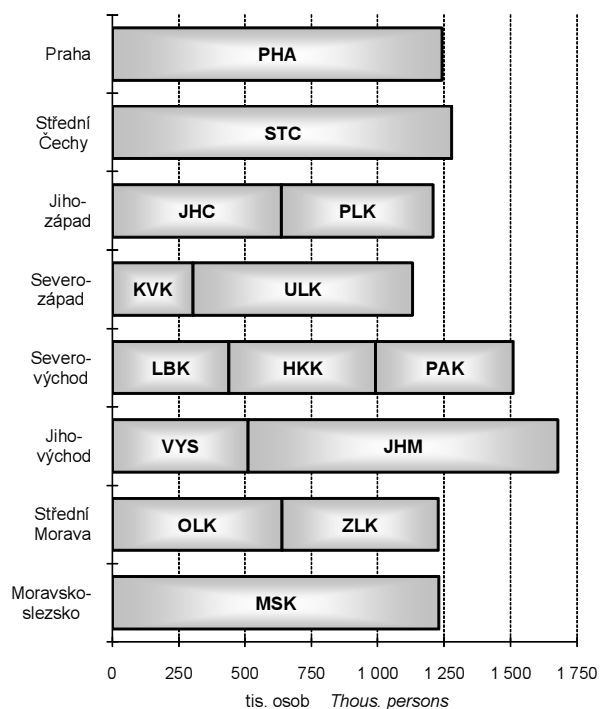 Praha
PHA
Střední
Čechy
STC
Jiho-
západ
JHC PLK
Severo-
západ
KVK ULK
Severo-
východ
LBK HKK PAK
Jiho-
východ
VYS JHM
Střední
Morava
OLK ZLK
Moravsko-
slezsko
MSK
0 250 500 750 1 000 1 250 1 500 1 750
tis. osob Thous. persons